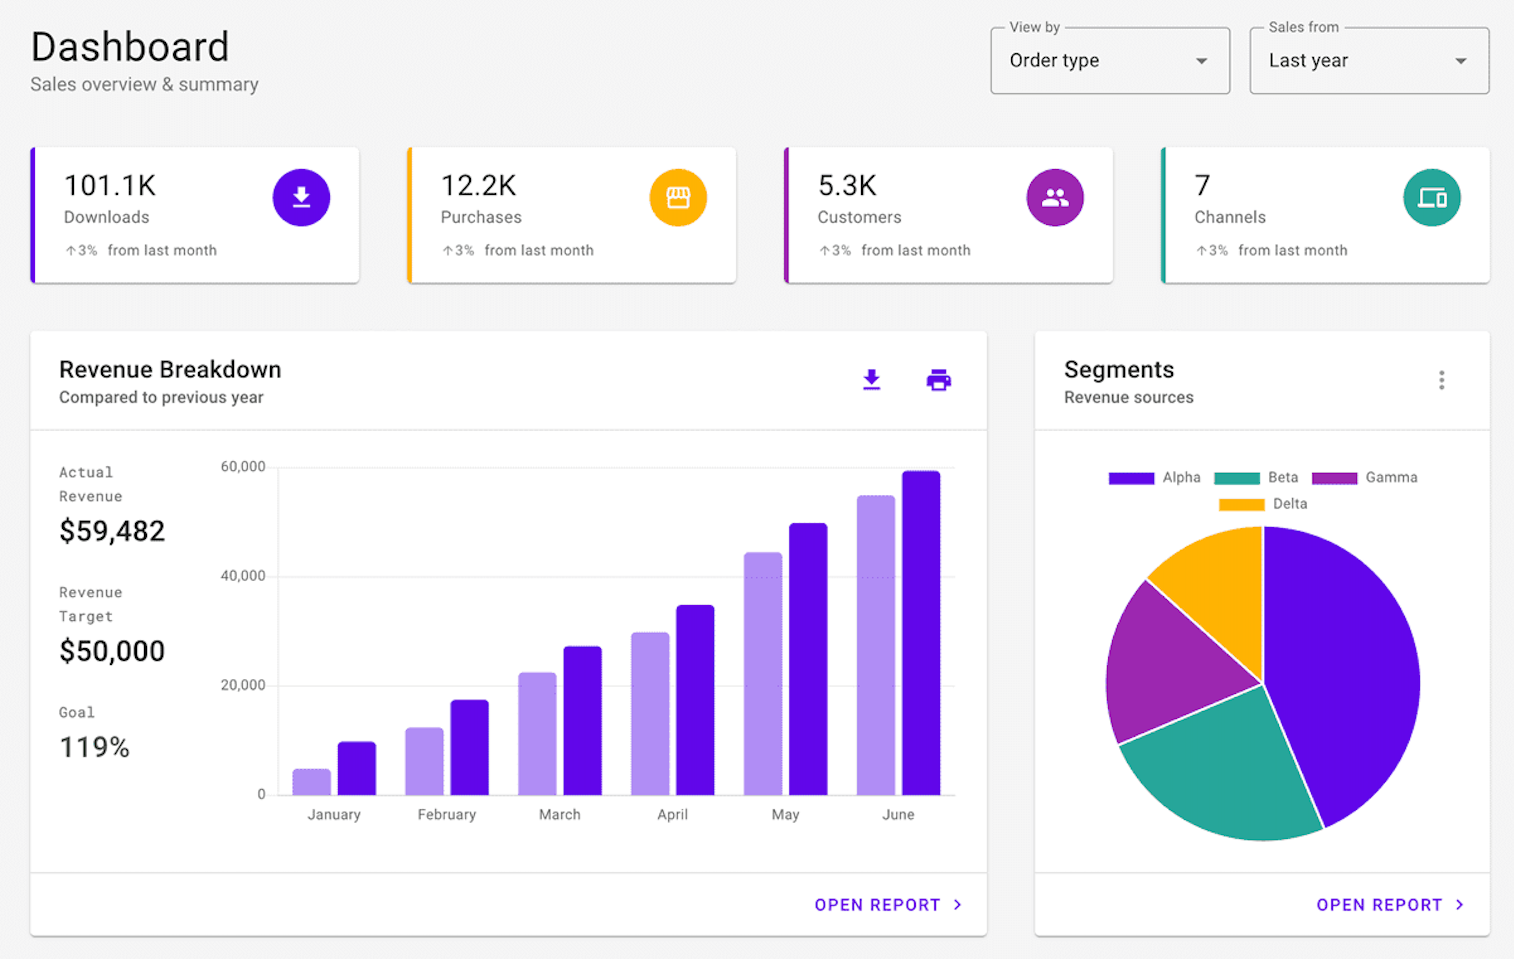 Dashboard
Sales overview & summary
View by
Order type
Sales from
Last year
101.1K
Downloads
↑3% from last month
12.2K
Purchases
↑3% from last month
5.3K
Customers
↑3% from last month
7
Channels
↑3% from last month
Revenue Breakdown
Compared to previous year
Actual
Revenue
$59,482
Revenue
Target
$50,000
Goal
119%
60,000
40,000
20,000
0
January February March April May June
OPEN REPORT
Segments
Revenue sources
Alpha Beta Gamma
Delta
OPEN REPORT